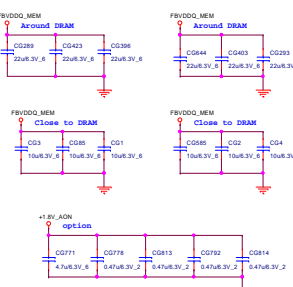 FBVDDQ_MEM
Around DRAM
CG289
22u/6.3V_6
CG423
22u/6.3V_6
CG396
22u/6.3V_6
FBVDDQ_MEM
Around DRAM
CG644
22u/6.3V_6
CG403
22u/6.3V_6
CG293
22u/6.3V
FBVDDQ_MEM
Close to DRAM
CG3
10u/6.3V_6
CG85
10u/6.3V_6
CG1
10u/6.3V_6
FBVDDQ_MEM
Close to DRAM
CG585
10u/6.3V_6
CG2
10u/6.3V_6
CG4
10u/6.3V
+1.8V_AON
option
CG771
4.7u/6.3V_6
CG778
0.47u/6.3V_2
CG813
0.47u/6.3V_2
CG792
0.47u/6.3V_2
CG814
0.47u/6.3V_2